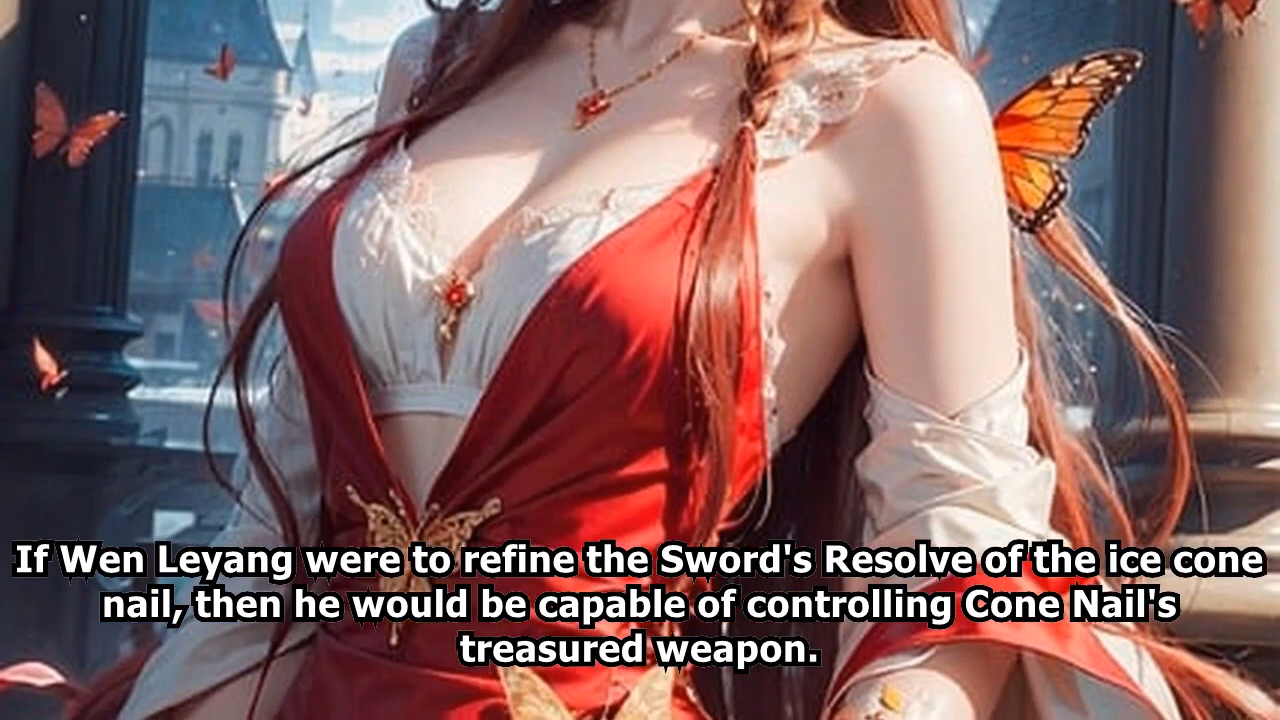 If Wen Leyang were to refine the Sword's Resolve of the ice cone
nail, then he would be capable of controlling Cone Nail's
treasured weapon.